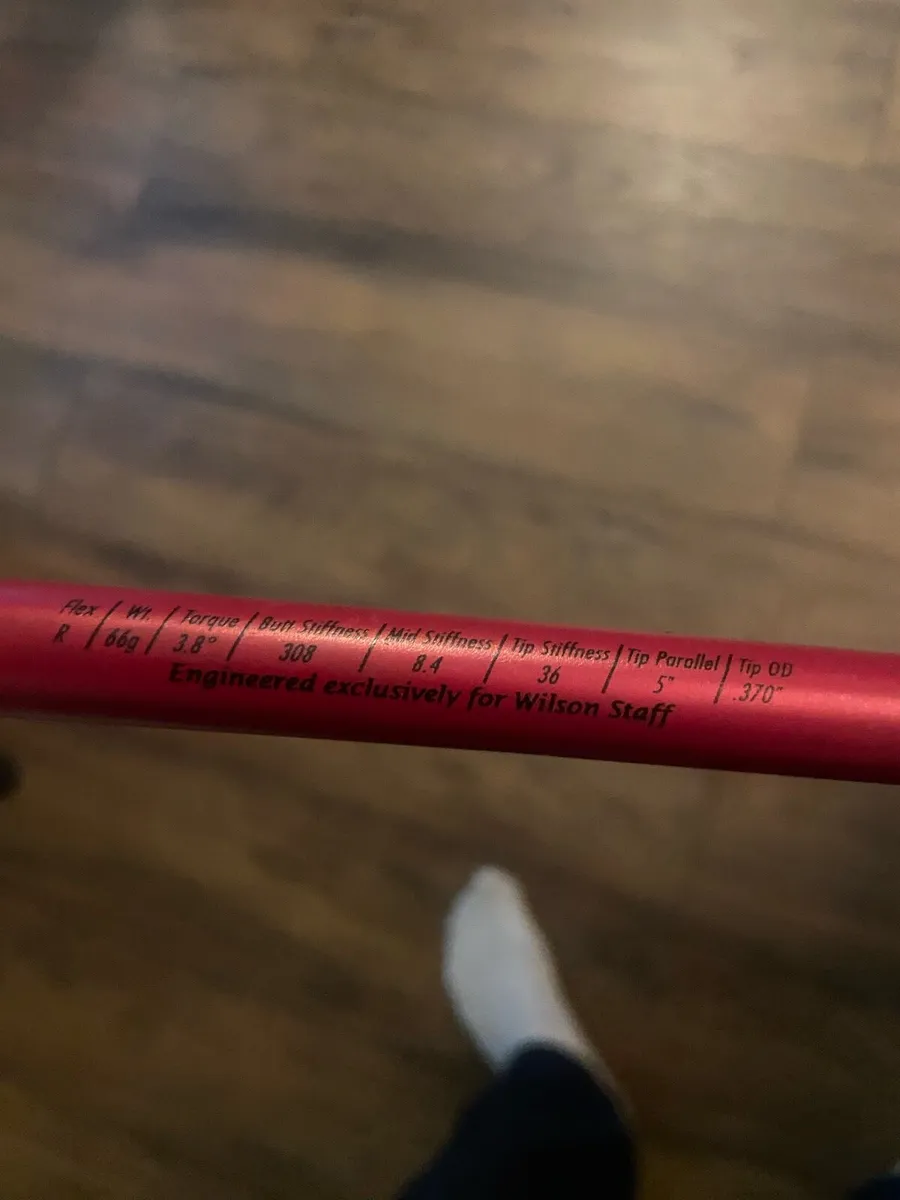 Flex / Wt. / Torque / Butt Stiffness / Mid Stiffness / Tip Stiffness / Tip Parallel / Tip OD
R / 66g / 3.8° / 308 / 8.4 / 36 / 5" / .370"
Engineered exclusively for Wilson Staff